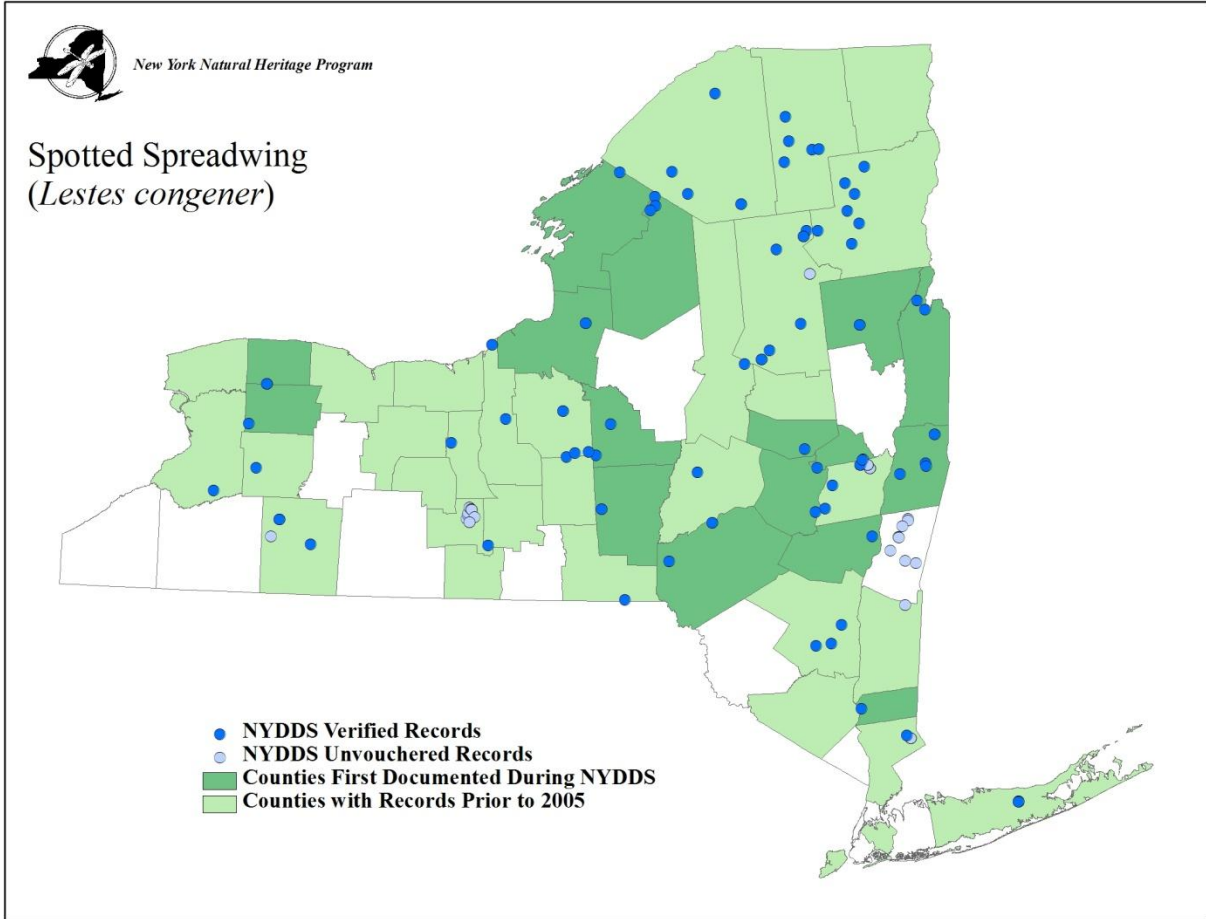 New York Natural Heritage Program
Spotted Spreadwing
(Lestes congener)
NYDDS Verified Records
NYDDS Unvouchered Records
Counties First Documented During NYDDS
Counties with Records Prior to 2005